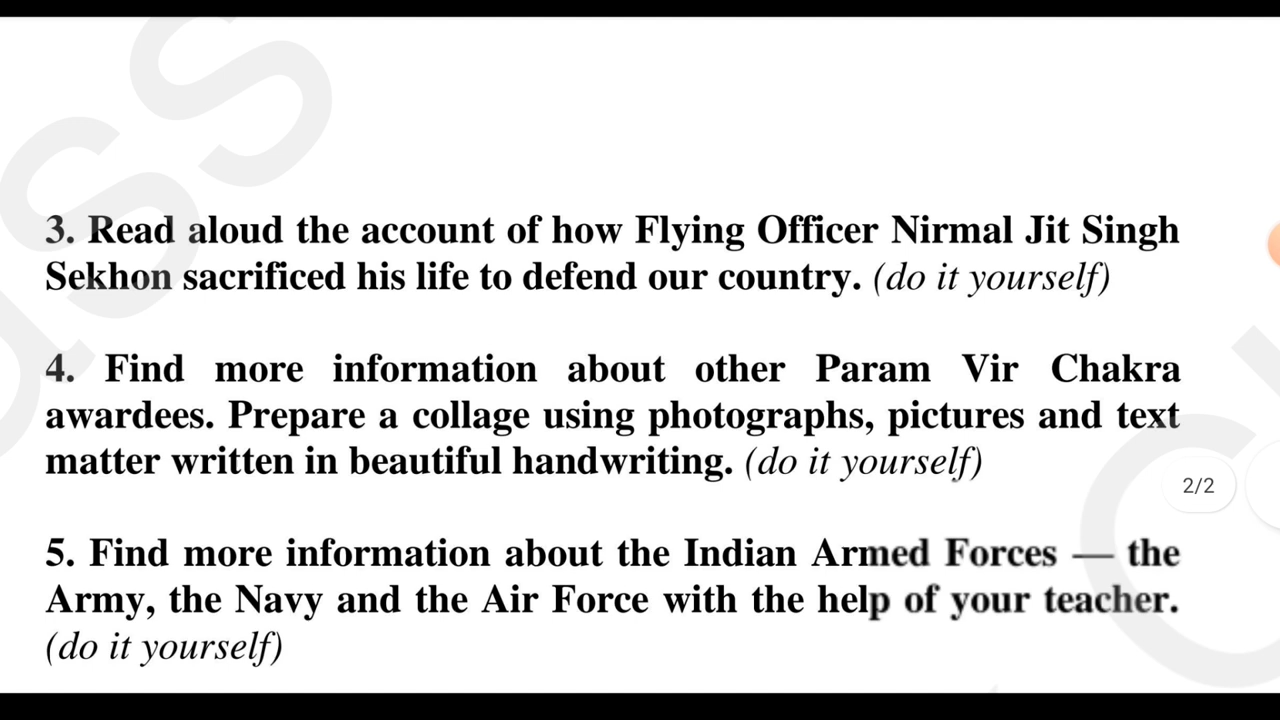 3. Read aloud the account of how Flying Officer Nirmal Jit Singh
Sekhon sacrificed his life to defend our country. (do it yourself)
4. Find more information about other Param Vir Chakra
awardees. Prepare a collage using photographs, pictures and text
matter written in beautiful handwriting. (do it yourself)
2/2
5. Find more information about the Indian Armed Forces — the
Army, the Navy and the Air Force with the help of your teacher.
(do it yourself)